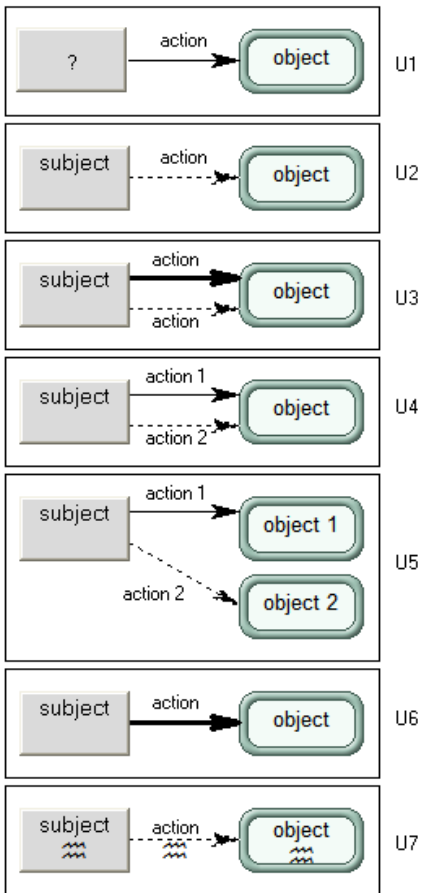 action
?
object
U1
subject
action
object
U2
subject
action
object
action
U3
subject
action 1
object
action 2
U4
subject
action 1
object 1
action 2
object 2
U5
subject
action
object
U6
subject
action
object
U7